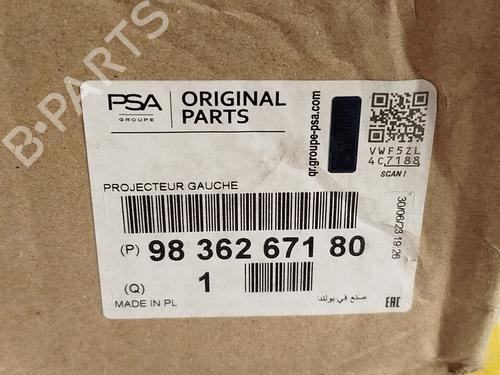 B-PARTS
PSA
GROUPE
ORIGINAL
PARTS
qr.groupe-psa.com
VWF5ZL
4C7188
SCAN !
PROJECTEUR GAUCHE
30/06/23 19:26
(P) 98 362 671 80
(Q) 1
MADE IN PL
صنع في بولندا
EAC